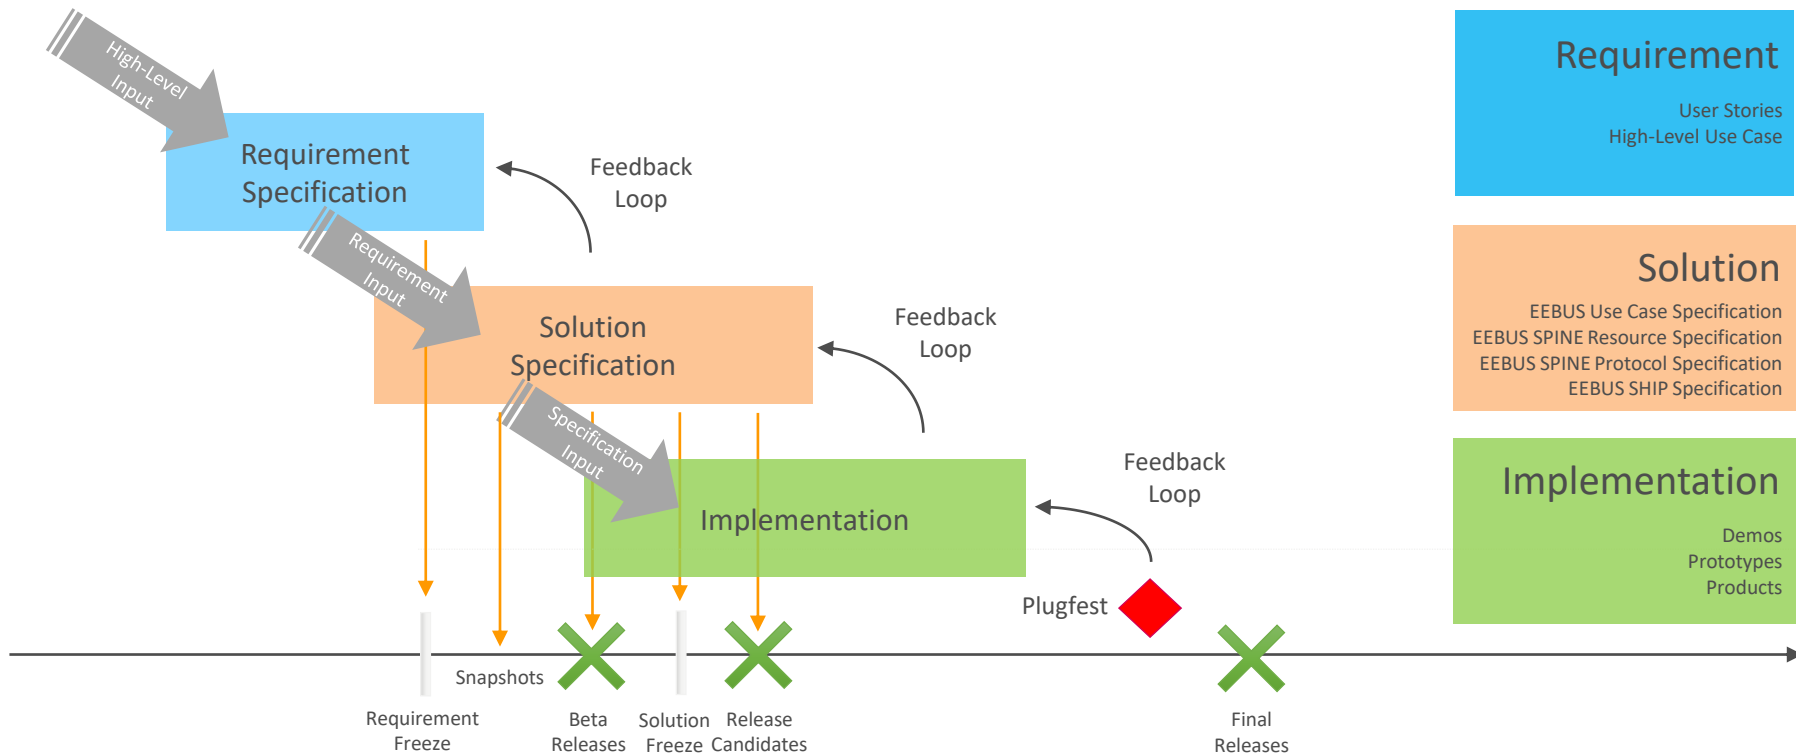 High-Level
Input
Requirement
Specification
Feedback
Loop
Requirement
Input
Solution
Specification
Feedback
Loop
Specification
Input
Implementation
Feedback
Loop
Plugfest
Snapshots
Requirement
Freeze
Beta
Releases
Solution
Freeze
Release
Candidates
Final
Releases
Requirement
User Stories
High-Level Use Case
Solution
EEBUS Use Case Specification
EEBUS SPINE Resource Specification
EEBUS SPINE Protocol Specification
EEBUS SHIP Specification
Implementation
Demos
Prototypes
Products